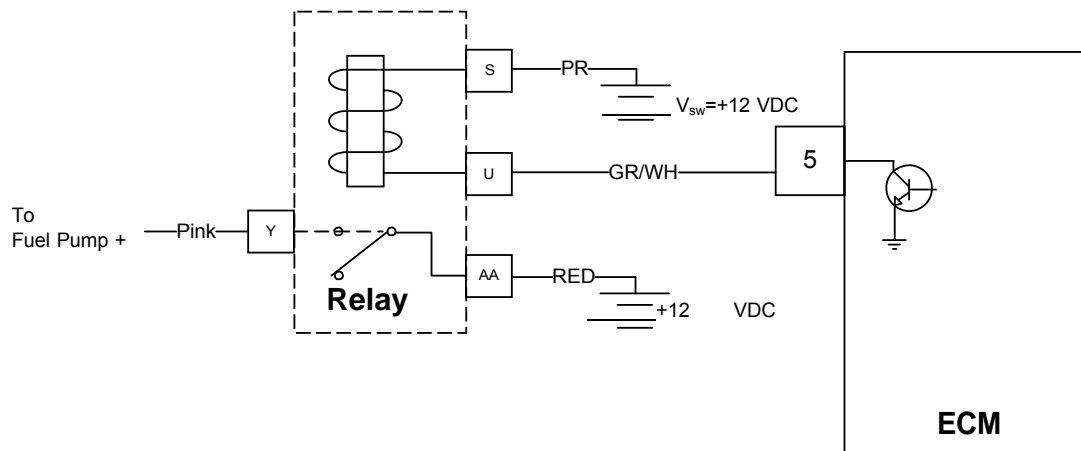 S
PR
V_sw=+12 VDC
5
U
GR/WH
To
Fuel Pump +
Pink
Y
AA
RED
Relay
+12 VDC
ECM